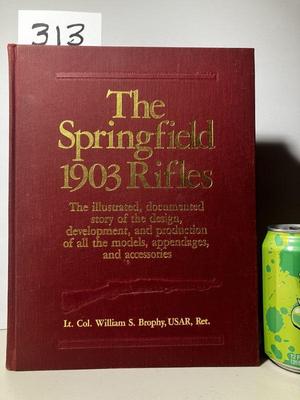 313
The
Springfield
1903 Rifles
The illustrated, documented
story of the design,
development, and production
of all the models, appendages,
and accessories
Lt. Col. William S. Brophy, USAR, Ret.